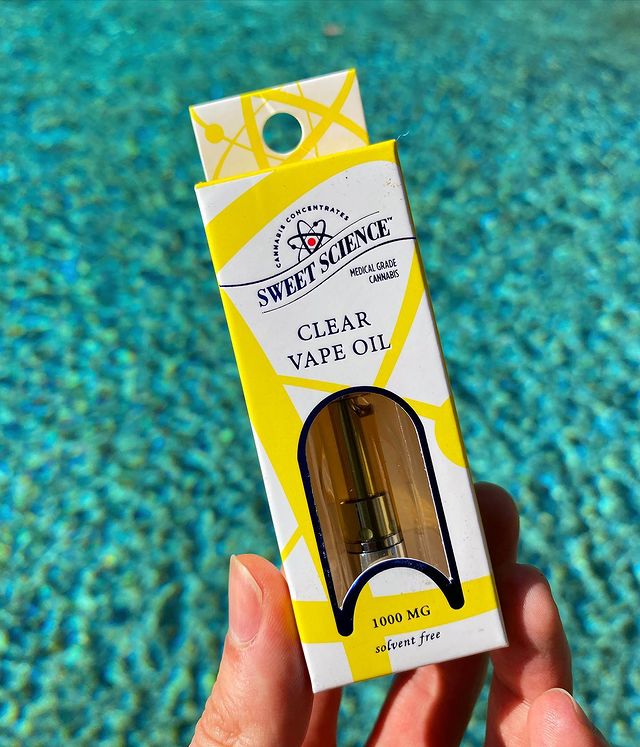 CANNABIS CONCENTRATES
SWEET SCIENCE™
MEDICAL GRADE
CANNABIS
CLEAR
VAPE OIL
1000 MG
solvent free